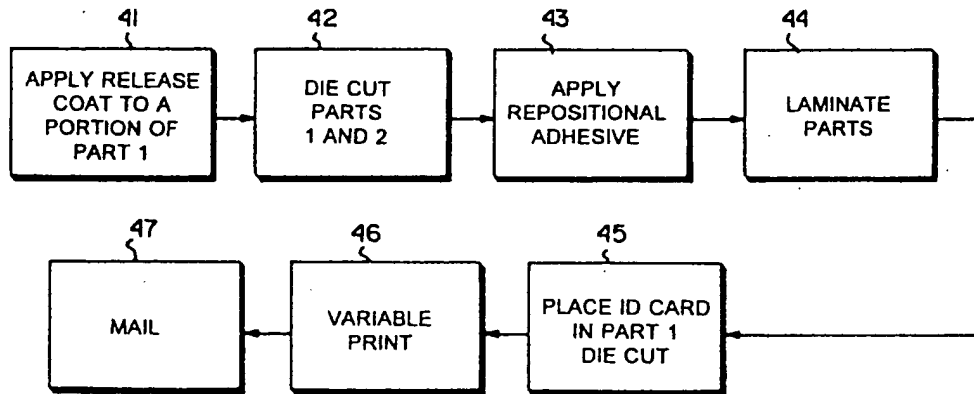 41
APPLY RELEASE
COAT TO A
PORTION OF
PART 1
42
DIE CUT
PARTS
1 AND 2
43
APPLY
REPOSITIONAL
ADHESIVE
44
LAMINATE
PARTS
45
PLACE ID CARD
IN PART 1
DIE CUT
46
VARIABLE
PRINT
47
MAIL